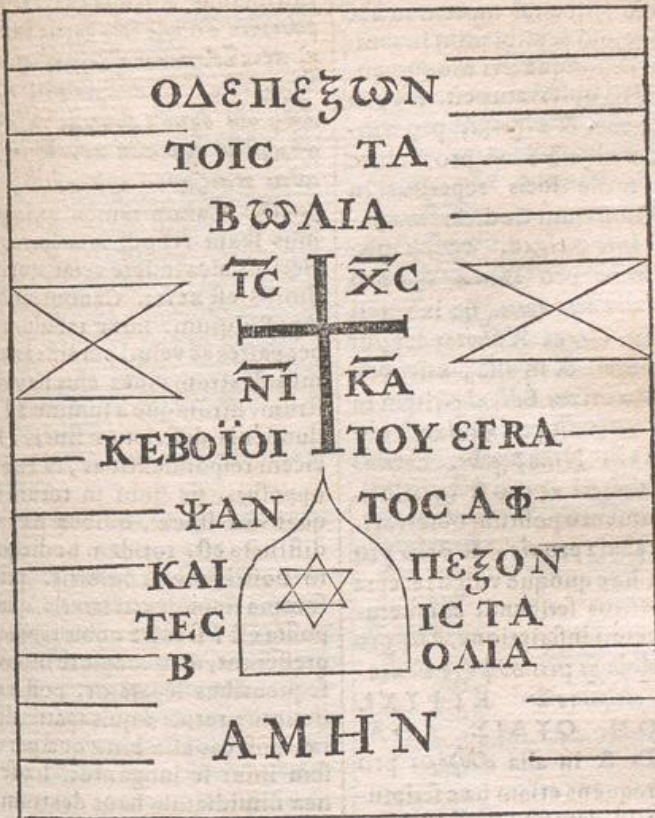 ΟΔΕΠΕξΩΝ
ΤΟΙC ΤΑ
ΒΩΛΙΑ
ΙC ΧC
ΝΙ ΚΑ
ΚΕΒΟΪΟΙ ΤΟΥ ΕΓRΑ
ΨΑΝ ΤΟC ΑΦ
ΚΑΙ ΠΕξΟΝ
ΤΕC ΙC ΤΑ
Β ΟΛΙΑ
ΑΜΗΝ